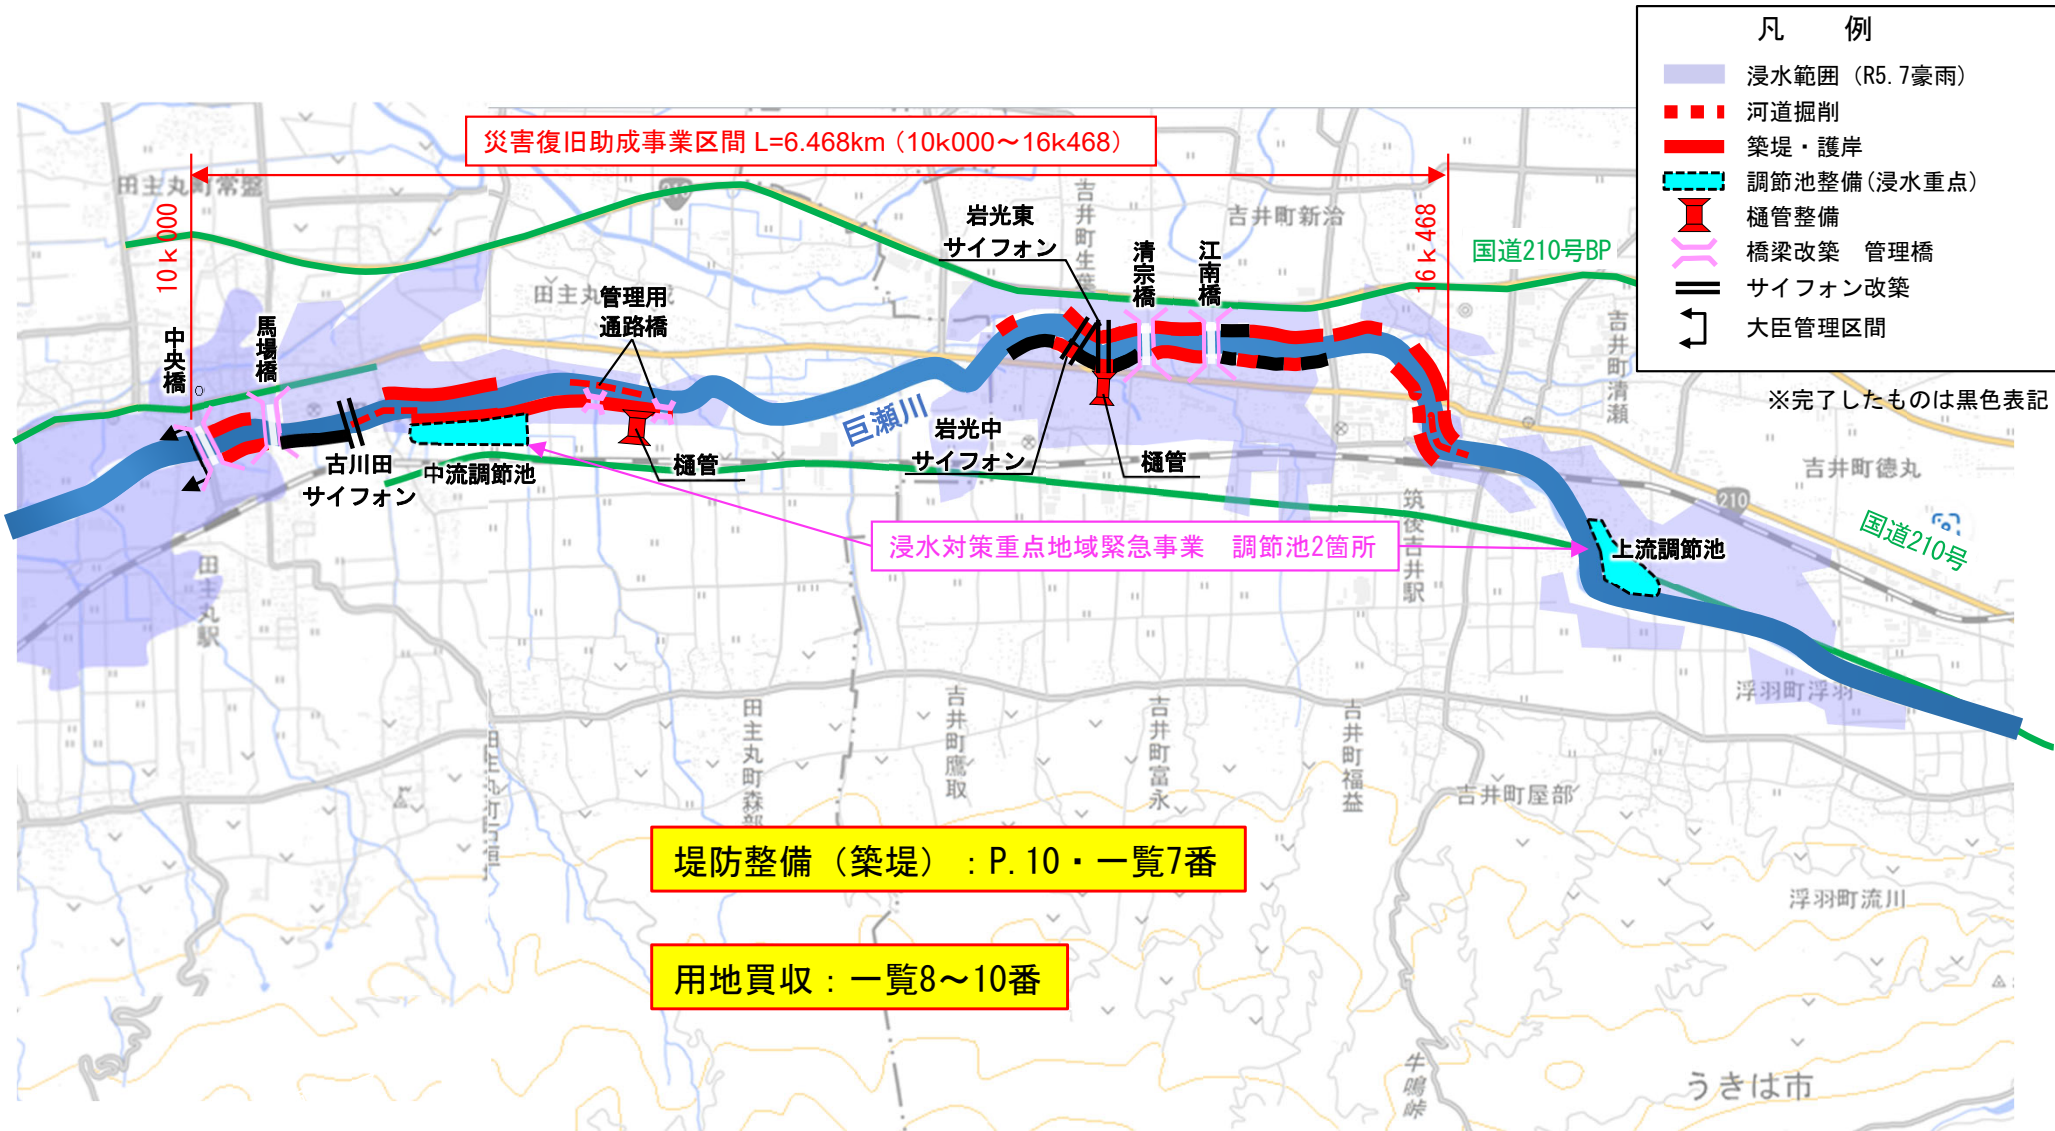 凡　例
浸水範囲（R5.7豪雨）
河道掘削
築堤・護岸
調節池整備(浸水重点)
樋管整備
橋梁改築　管理橋
サイフォン改築
大臣管理区間
※完了したものは黒色表記
災害復旧助成事業区間 L=6.468km（10k000～16k468）
10k000
16k468
田主丸町常盤
210
吉井町生葉
吉井町新治
国道210号BP
岩光東
サイフォン
清宗橋
江南橋
田主丸
管理用
通路橋
中央橋
馬場橋
吉井町清瀬
巨瀬川
古川田
サイフォン
中流調節池
樋管
岩光中
サイフォン
樋管
吉井町徳丸
筑後吉井駅
210
国道210号
浸水対策重点地域緊急事業　調節池2箇所
上流調節池
田主丸駅
浮羽町浮羽
田主丸町森部
吉井町鷹取
吉井町富永
吉井町福益
吉井町屋部
堤防整備（築堤）：P.10・一覧7番
浮羽町流川
用地買収：一覧8～10番
牛鳴峠
うきは市